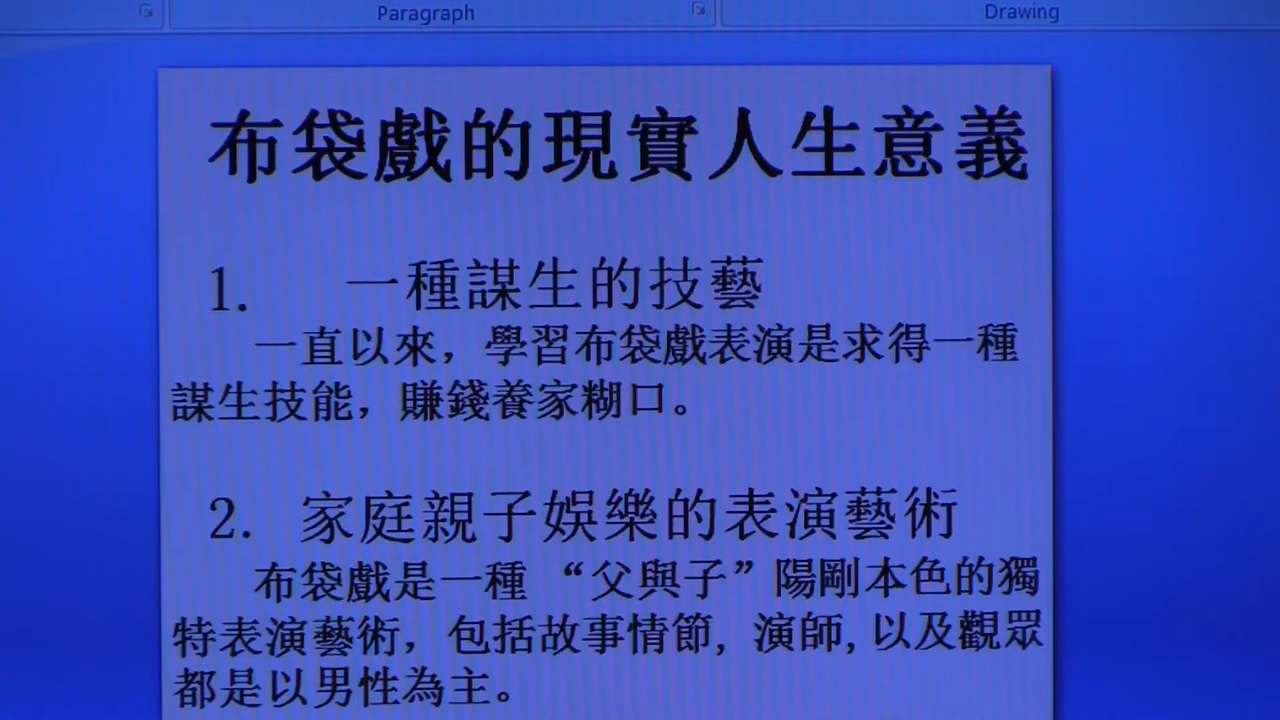 Paragraph Drawing
布袋戲的現實人生意義
1. 一種謀生的技藝
一直以來，學習布袋戲表演是求得一種
謀生技能，賺錢養家糊口。
2. 家庭親子娛樂的表演藝術
布袋戲是一種 “父與子” 陽剛本色的獨
特表演藝術，包括故事情節, 演師, 以及觀眾
都是以男性為主。